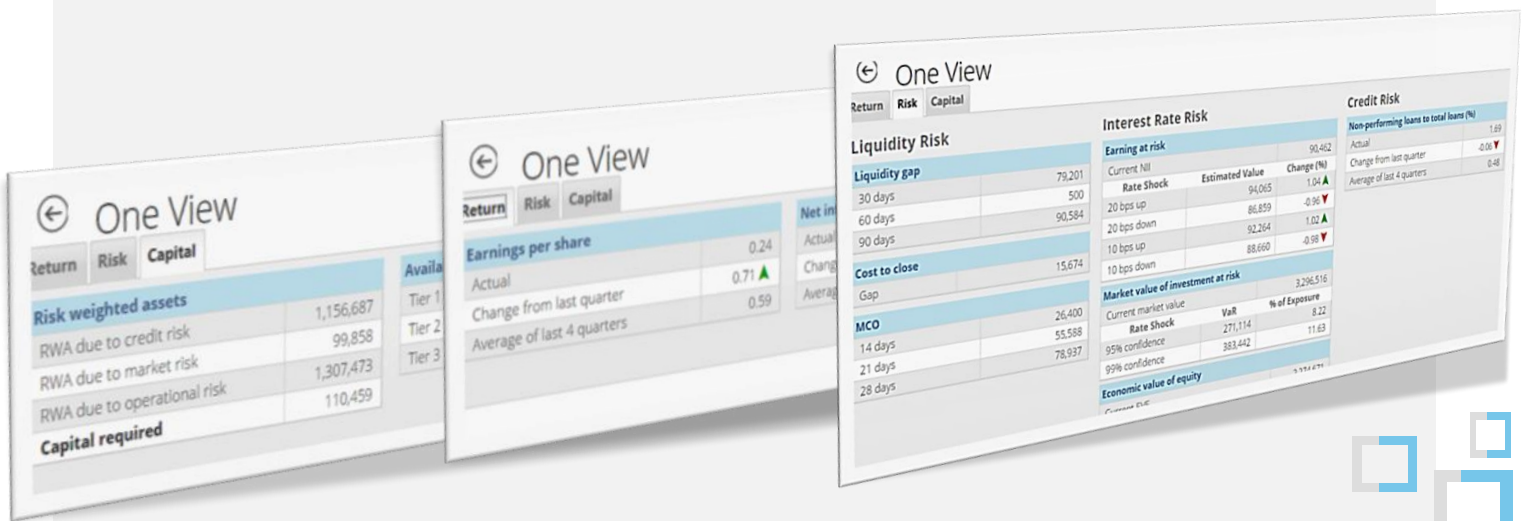 One View
Return Risk Capital
Risk weighted assets
RWA due to credit risk 1,156,687
RWA due to market risk 99,858
RWA due to operational risk 1,307,473
Capital required 110,459
Availa
Tier 1
Tier 2
Tier 3
One View
Return Risk Capital
Earnings per share
Actual 0.24
Change from last quarter 0.71
Average of last 4 quarters 0.59
Net in
Actual
Chang
Averag
One View
Return Risk Capital
Liquidity Risk
Liquidity gap
30 days 79,201
60 days 500
90 days 90,584
Cost to close
Gap 15,674
MCO
14 days 26,400
21 days 55,588
28 days 78,937
Interest Rate Risk
Earning at risk
Current NII 90,462
Rate Shock Estimated Value Change (%)
20 bps up 94,065 1.04
20 bps down 86,859 -0.96
10 bps up 92,264 1.02
10 bps down 88,660 -0.98
Market value of investment at risk
Current market value 3,296,516
Rate Shock VaR % of Exposure
95% confidence 271,114 8.22
99% confidence 383,442 11.63
Economic value of equity
Credit Risk
Non-performing loans to total loans (%)
Actual 1.69
Change from last quarter -0.06
Average of last 4 quarters 0.48